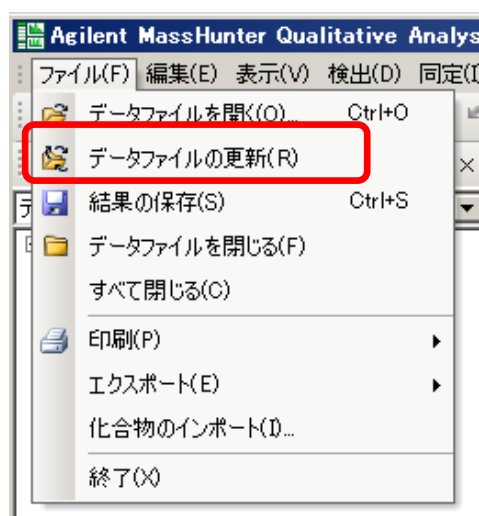 Agilent MassHunter Qualitative Analys
ファイル(F) 編集(E) 表示(V) 検出(D) 同定(I
データファイルを開く(O)... Ctrl+O
データファイルの更新(R)
結果の保存(S) Ctrl+S
データファイルを閉じる(F)
すべて閉じる(C)
印刷(P)
エクスポート(E)
化合物のインポート(I)...
終了(X)